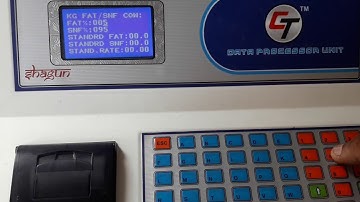 KG FAT/SNF COM:
FAT%:005
SNF%:095
STANDRD FAT:00.0
STANDRD SNF:00.0
STAND.RATE:00.00
shagun
CT TM
DATA PROCESSOR UNIT
ESC